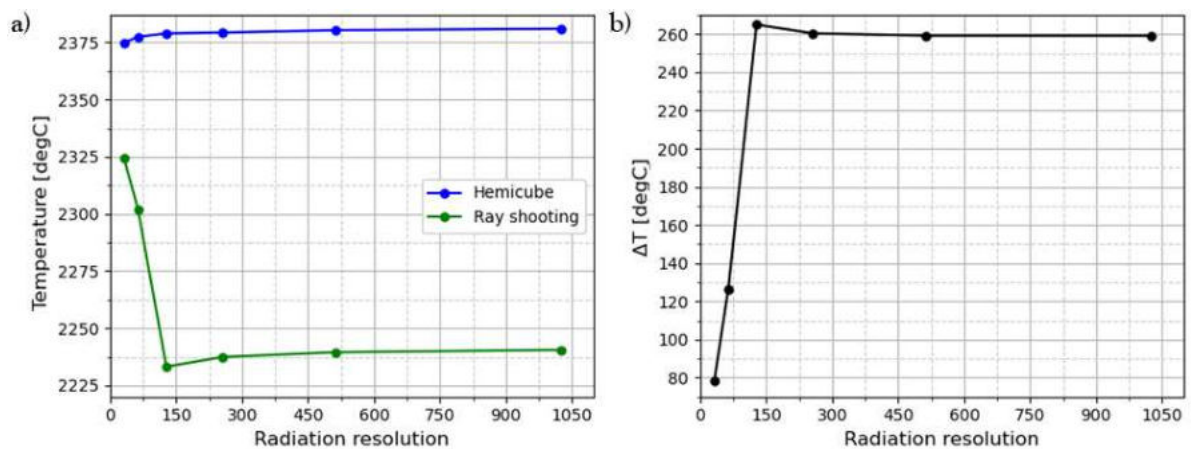 a)
2375
2350
2325
2300
2275
2250
2225
Temperature [degC]
Hemicube
Ray shooting
0 150 300 450 600 750 900 1050
Radiation resolution
b)
260
240
220
200
180
160
140
120
100
80
ΔT [degC]
0 150 300 450 600 750 900 1050
Radiation resolution